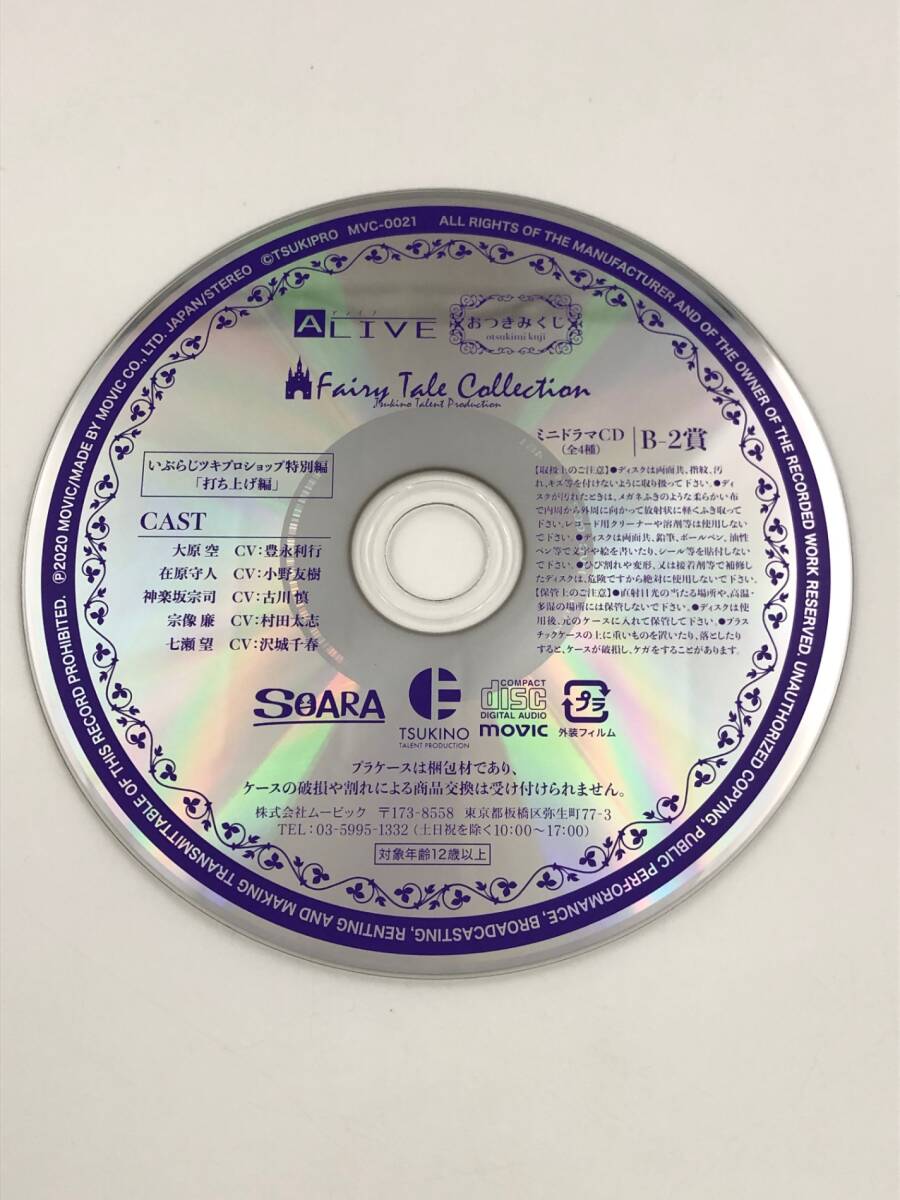 Ⓟ2020 MOVIC/MADE BY MOVIC CO., LTD. JAPAN/STEREO ©TSUKIPRO MVC-0021 ALL RIGHTS OF THE MANUFACTURER AND OF THE OWNER OF THE RECORDED WORK RESERVED. UNAUTHORIZED COPYING, PUBLIC PERFORMANCE, BROADCASTING, RENTING AND MAKING TRANSMITTABLE OF THIS RECORD PROHIBITED.
アライブ
ALIVE
おつきみくじ
otsukimi kuji
Fairy Tale Collection
Tsukino Talent Production
ミニドラマCD
(全4種)
B-2賞
いぶらじツキプロショップ特別編
「打ち上げ編」
CAST
大原 空 CV:豊永利行
在原守人 CV:小野友樹
神楽坂宗司 CV:古川 慎
宗像 廉 CV:村田太志
七瀬 望 CV:沢城千春
【取扱上のご注意】●ディスクは両面共、指紋、汚
れ、キズ等を付けないように取り扱って下さい。●ディ
スクが汚れたときは、メガネふきのような柔らかい布
で内周から外周に向かって放射状に軽くふき取って
下さい。レコード用クリーナーや溶剤等は使用しない
で下さい。●ディスクは両面共、鉛筆、ボールペン、油性
ペン等で文字や絵を書いたり、シール等を貼付しない
で下さい。●ひび割れや変形、又は接着剤等で補修し
たディスクは、危険ですから絶対に使用しないで下さい。
【保管上のご注意】●直射日光の当たる場所や、高温・
多湿の場所には保管しないで下さい。●ディスクは使
用後、元のケースに入れて保管して下さい。●プラス
チックケースの上に重いものを置いたり、落としたり
すると、ケースが破損し、ケガをすることがあります。
SOARA
TSUKINO
TALENT PRODUCTION
COMPACT
disc
DIGITAL AUDIO
movic
プラ
外装フィルム
プラケースは梱包材であり、
ケースの破損や割れによる商品交換は受け付けられません。
株式会社ムービック 〒173-8558 東京都板橋区弥生町77-3
TEL:03-5995-1332(土日祝を除く10:00～17:00)
対象年齢12歳以上